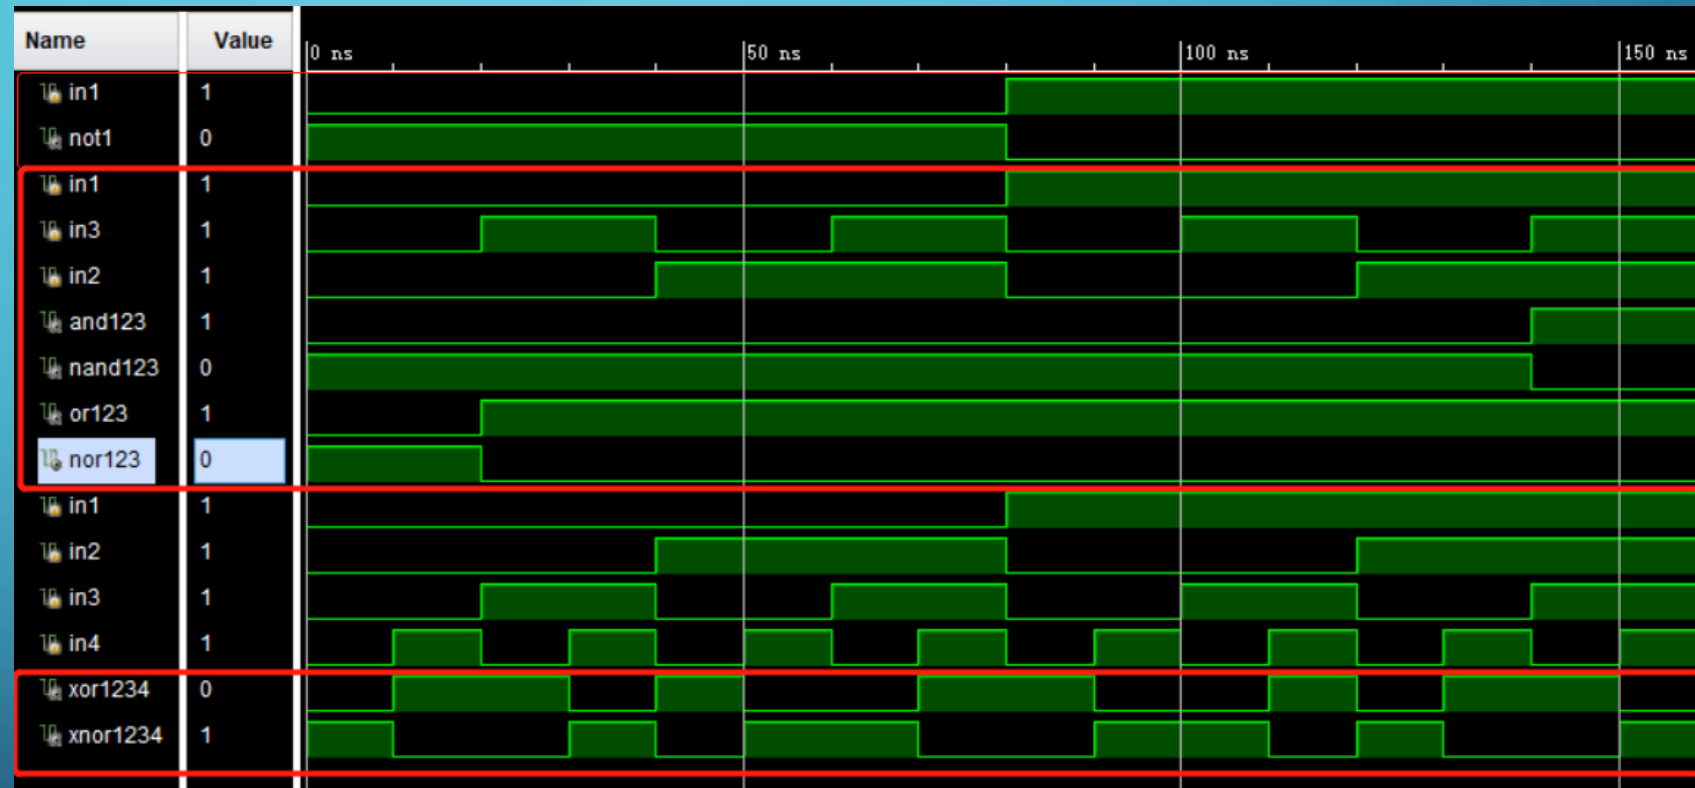 Name Value 0 ns 50 ns 100 ns 150 ns
in1 1
not1 0
in1 1
in3 1
in2 1
and123 1
nand123 0
or123 1
nor123 0
in1 1
in2 1
in3 1
in4 1
xor1234 0
xnor1234 1